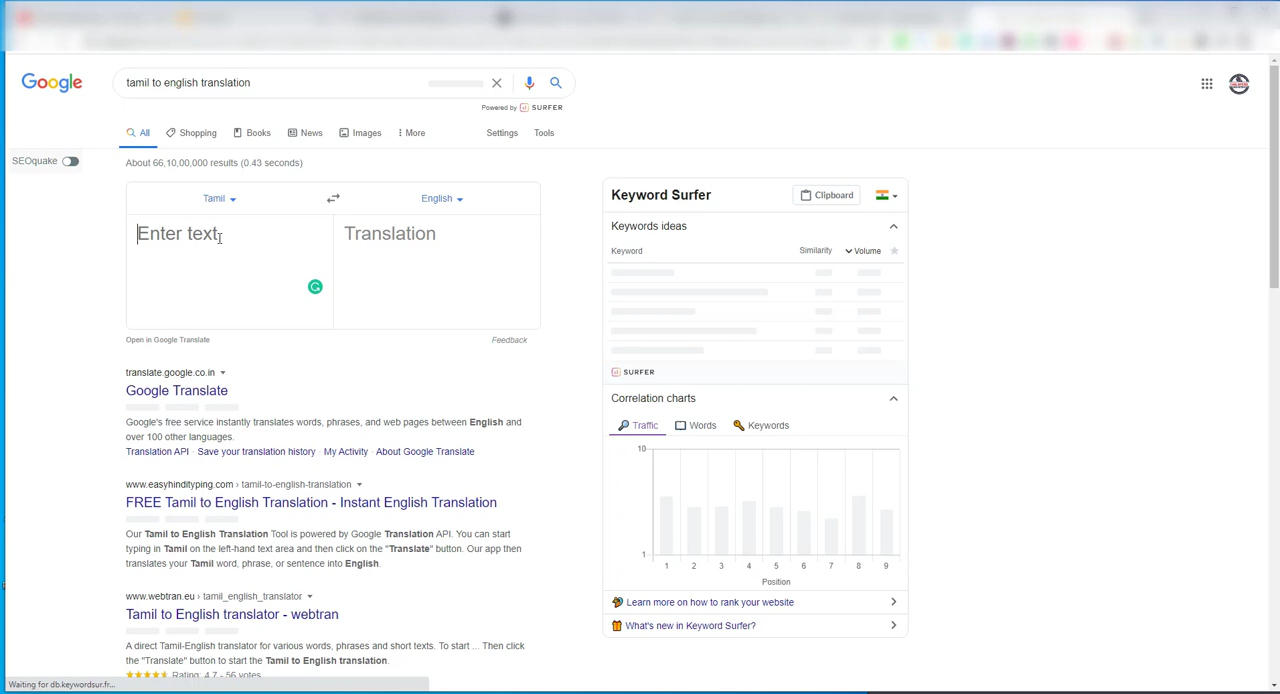 Google
tamil to english translation
Powered by SURFER
All Shopping Books News Images More Settings Tools
SEOquake
About 66,10,00,000 results (0.43 seconds)
Tamil English
Enter text Translation
Open in Google Translate Feedback
translate.google.co.in
Google Translate
Google's free service instantly translates words, phrases, and web pages between English and
over 100 other languages.
Translation API · Save your translation history · My Activity · About Google Translate
www.easyhindityping.com › tamil-to-english-translation
FREE Tamil to English Translation - Instant English Translation
Our Tamil to English Translation Tool is powered by Google Translation API. You can start
typing in Tamil on the left-hand text area and then click on the "Translate" button. Our app then
translates your Tamil word, phrase, or sentence into English.
www.webtran.eu › tamil_english_translator
Tamil to English translator - webtran
A direct Tamil-English translator for various words, phrases and short texts. To start ... Then click
the "Translate" button to start the Tamil to English translation.
Rating: 4.7 - 56 votes
Waiting for db.keywordsur.fr...
Keyword Surfer Clipboard
Keywords ideas
Keyword Similarity Volume
SURFER
Correlation charts
Traffic Words Keywords
10
1
1 2 3 4 5 6 7 8 9
Position
Learn more on how to rank your website
What's new in Keyword Surfer?